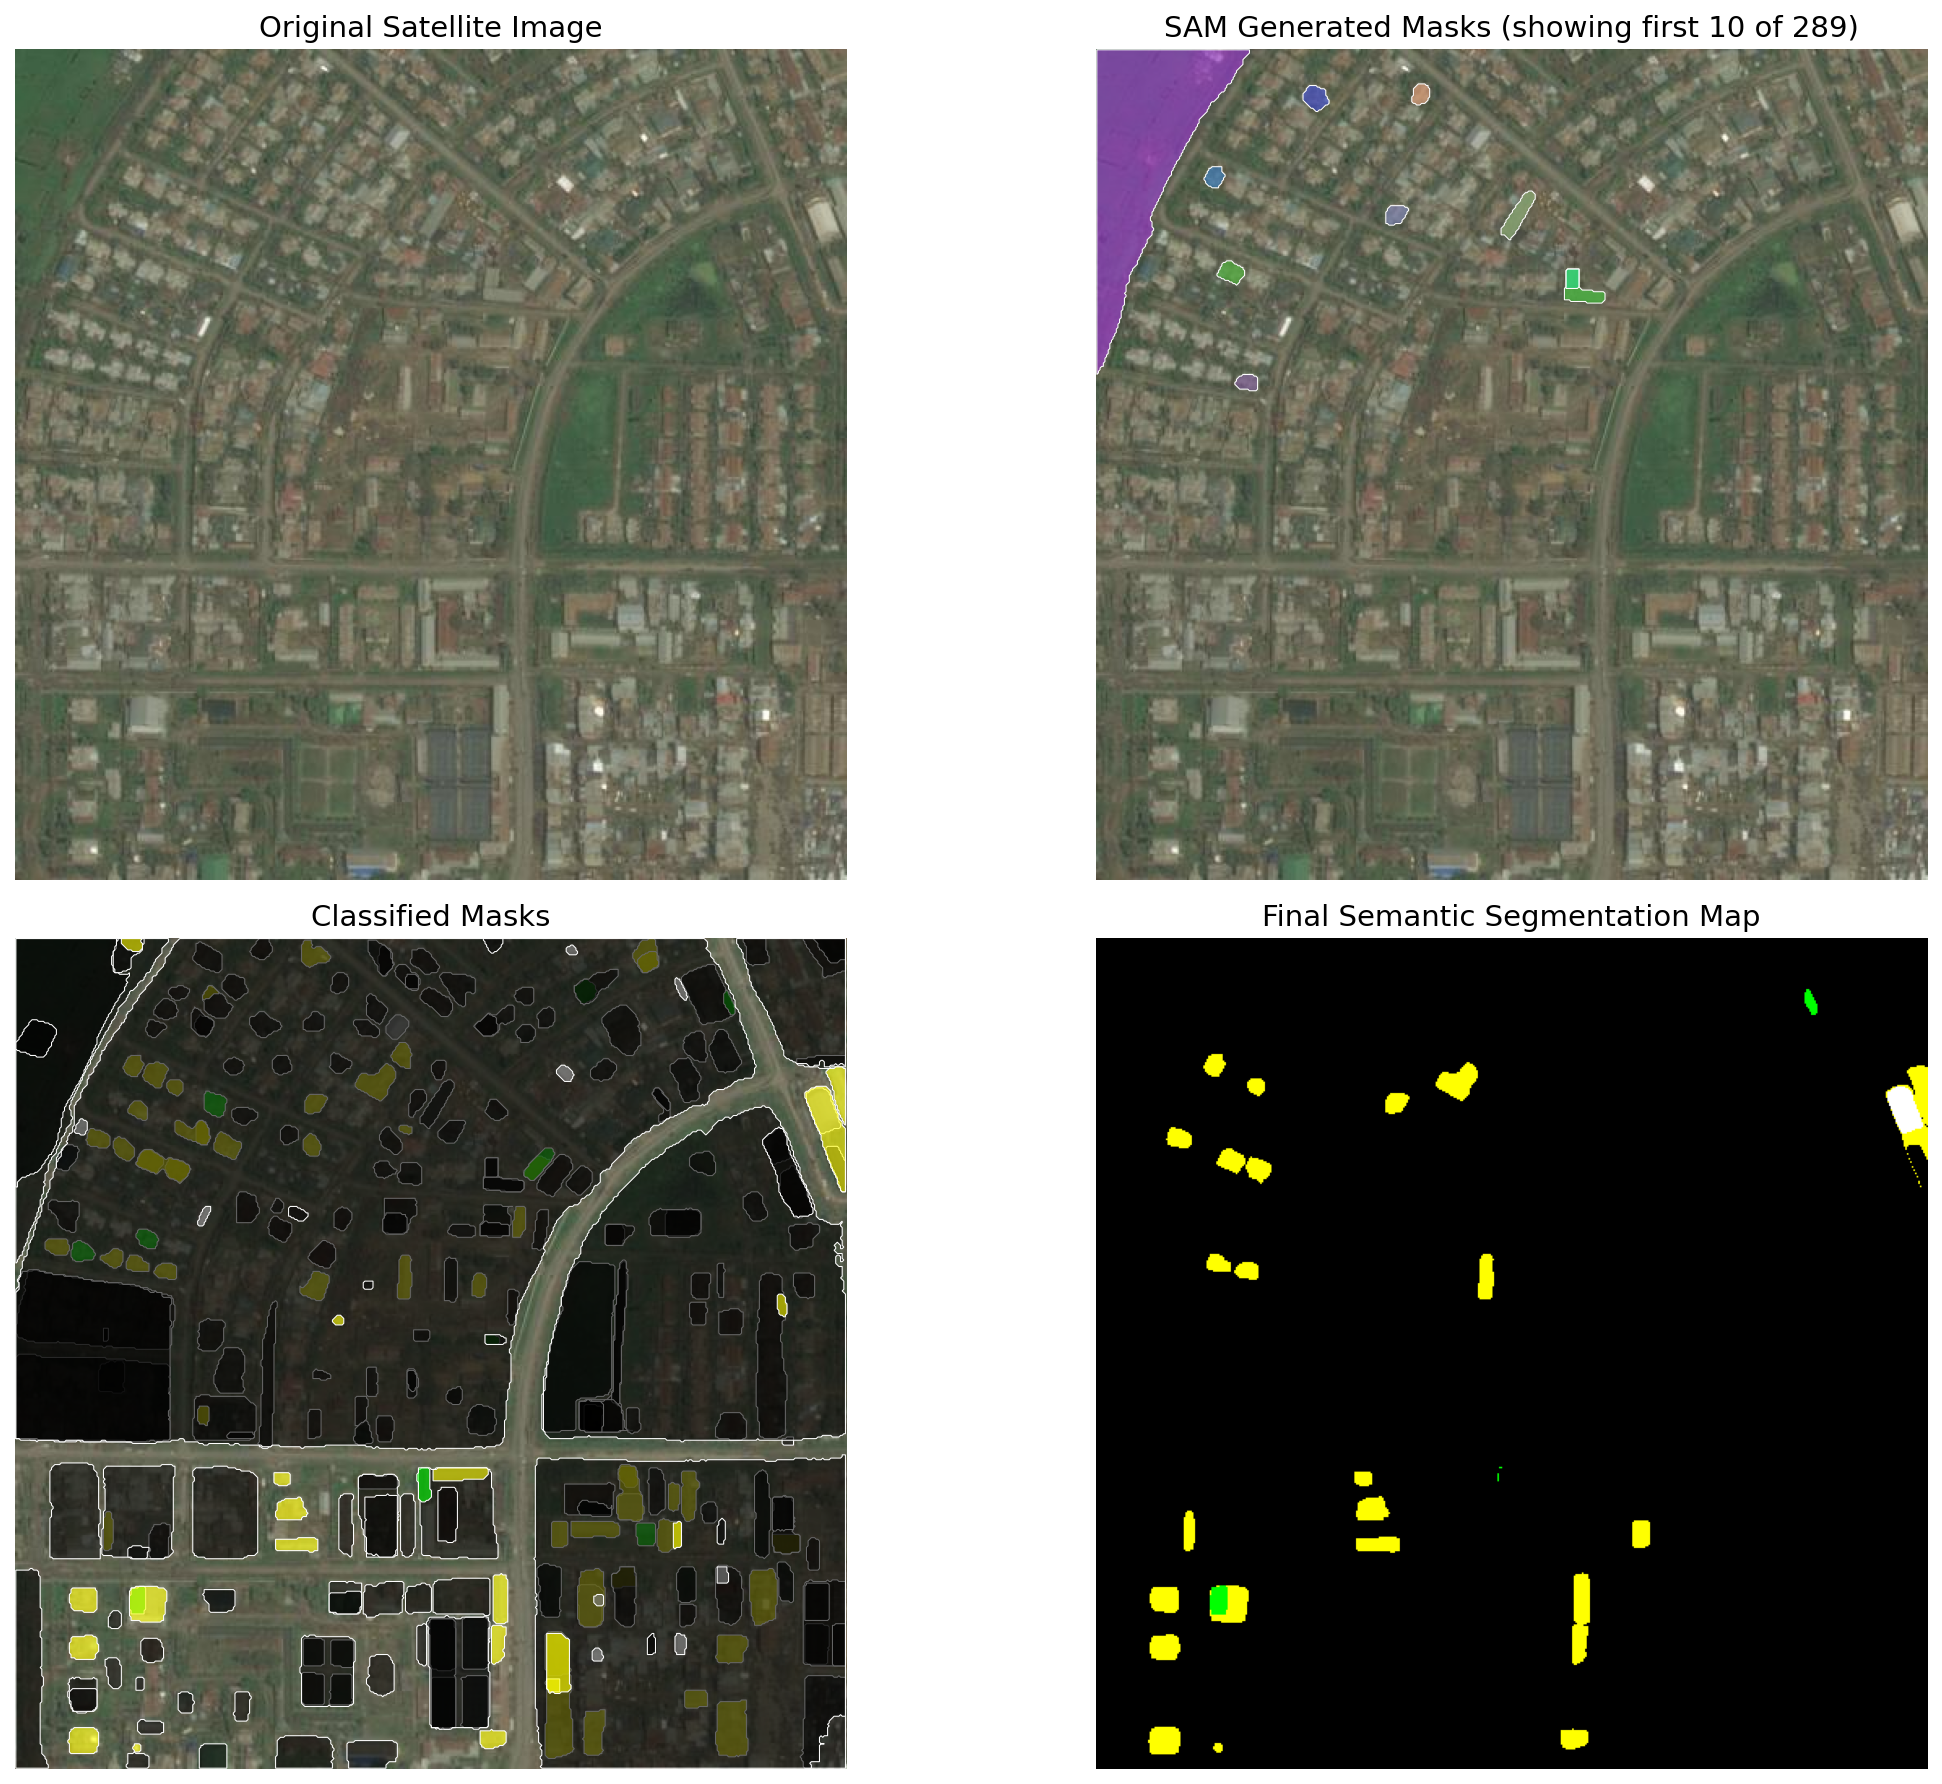 Original Satellite Image
SAM Generated Masks (showing first 10 of 289)
Classified Masks
Final Semantic Segmentation Map